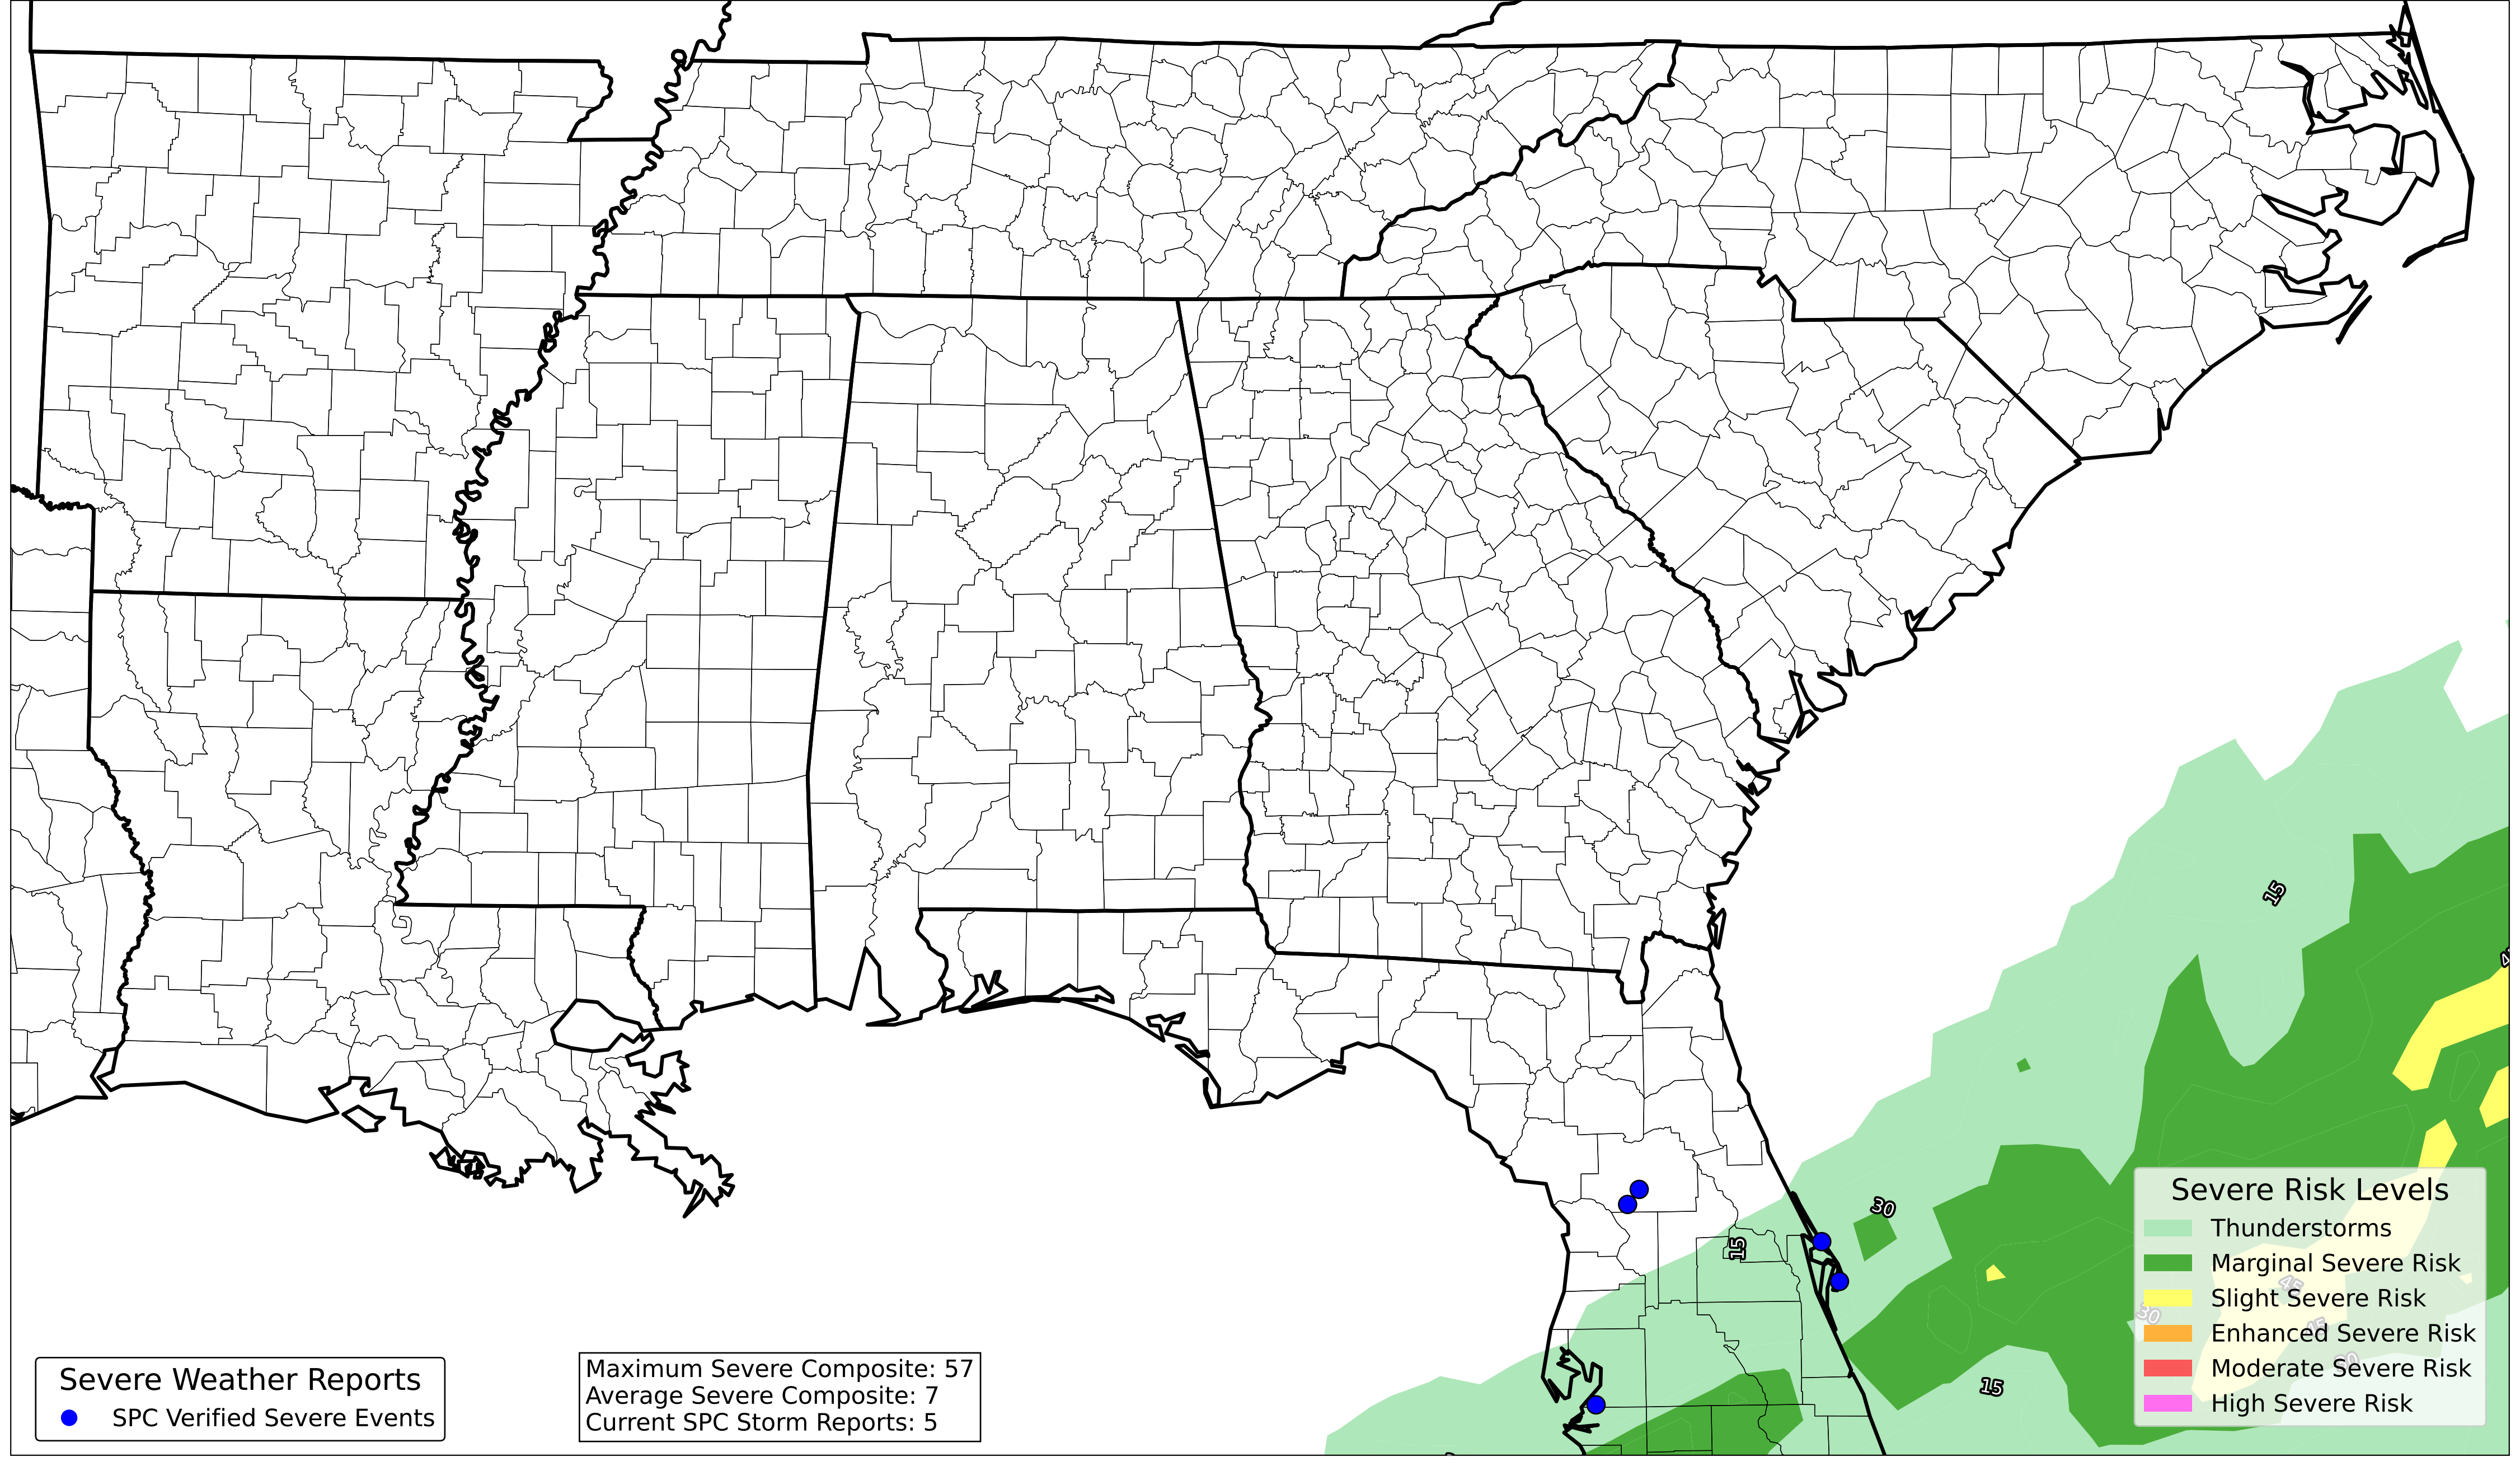 15
30
15
15
Severe Risk Levels
Thunderstorms
Marginal Severe Risk
Slight Severe Risk
Enhanced Severe Risk
Moderate Severe Risk
High Severe Risk
45
30
Severe Weather Reports
SPC Verified Severe Events
Maximum Severe Composite: 57
Average Severe Composite: 7
Current SPC Storm Reports: 5